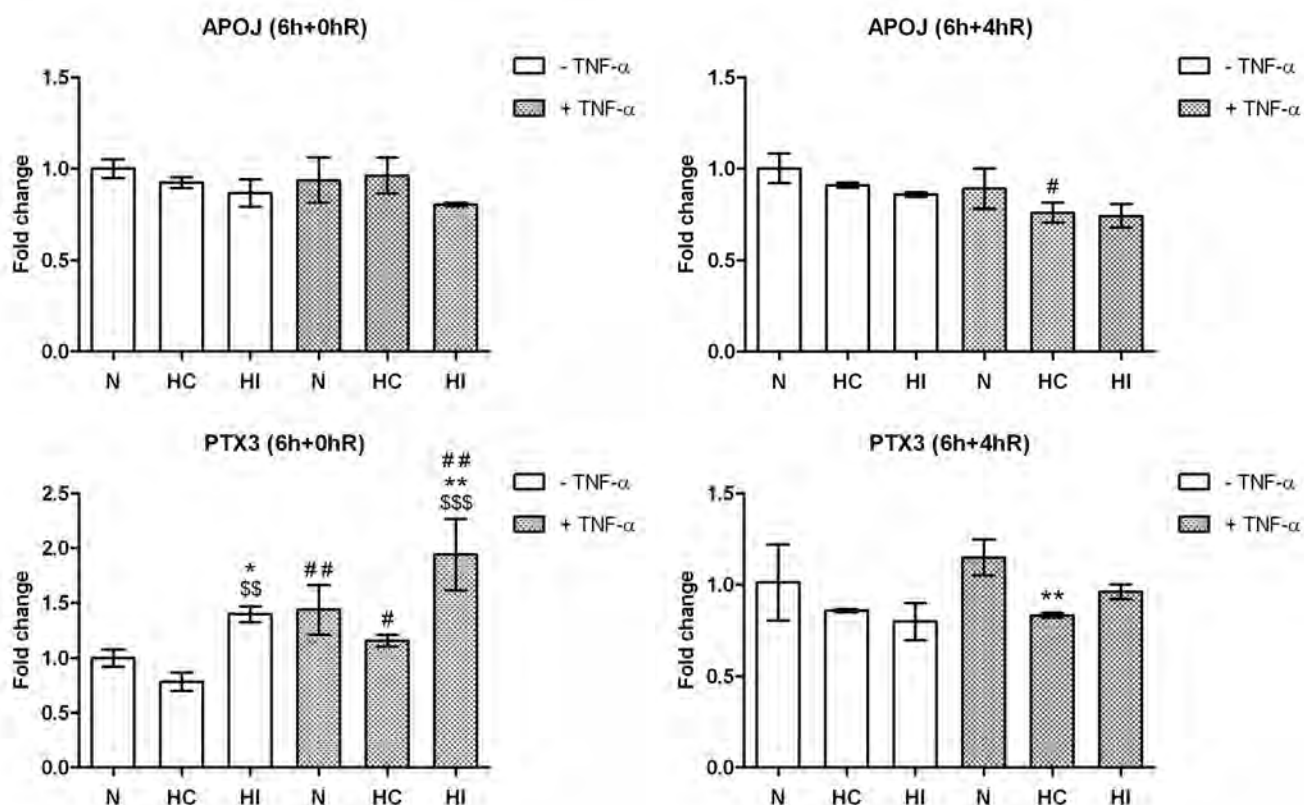 APOJ (6h+0hR)
- TNF-α
+ TNF-α
Fold change
1.5
1.0
0.5
0.0
N HC HI N HC HI
APOJ (6h+4hR)
- TNF-α
+ TNF-α
Fold change
1.5
1.0
0.5
0.0
#
N HC HI N HC HI
PTX3 (6h+0hR)
- TNF-α
+ TNF-α
Fold change
2.5
2.0
1.5
1.0
0.5
0.0
*
$$
##
#
##
**
$$$
N HC HI N HC HI
PTX3 (6h+4hR)
- TNF-α
+ TNF-α
Fold change
1.5
1.0
0.5
0.0
**
N HC HI N HC HI